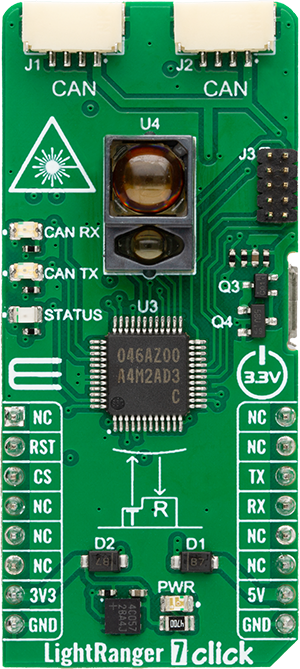 J1 J2
CAN CAN
U4
J3
CAN RX
CAN TX
STATUS
Q3
Q4
U3
046AZ00
A4M2AD3
C
3.3V
NC NC
RST NC
CS TX
NC RX
NC NC
NC NC
3V3 5V
GND GND
T R
D2 D1
PWR
LightRanger 7 click